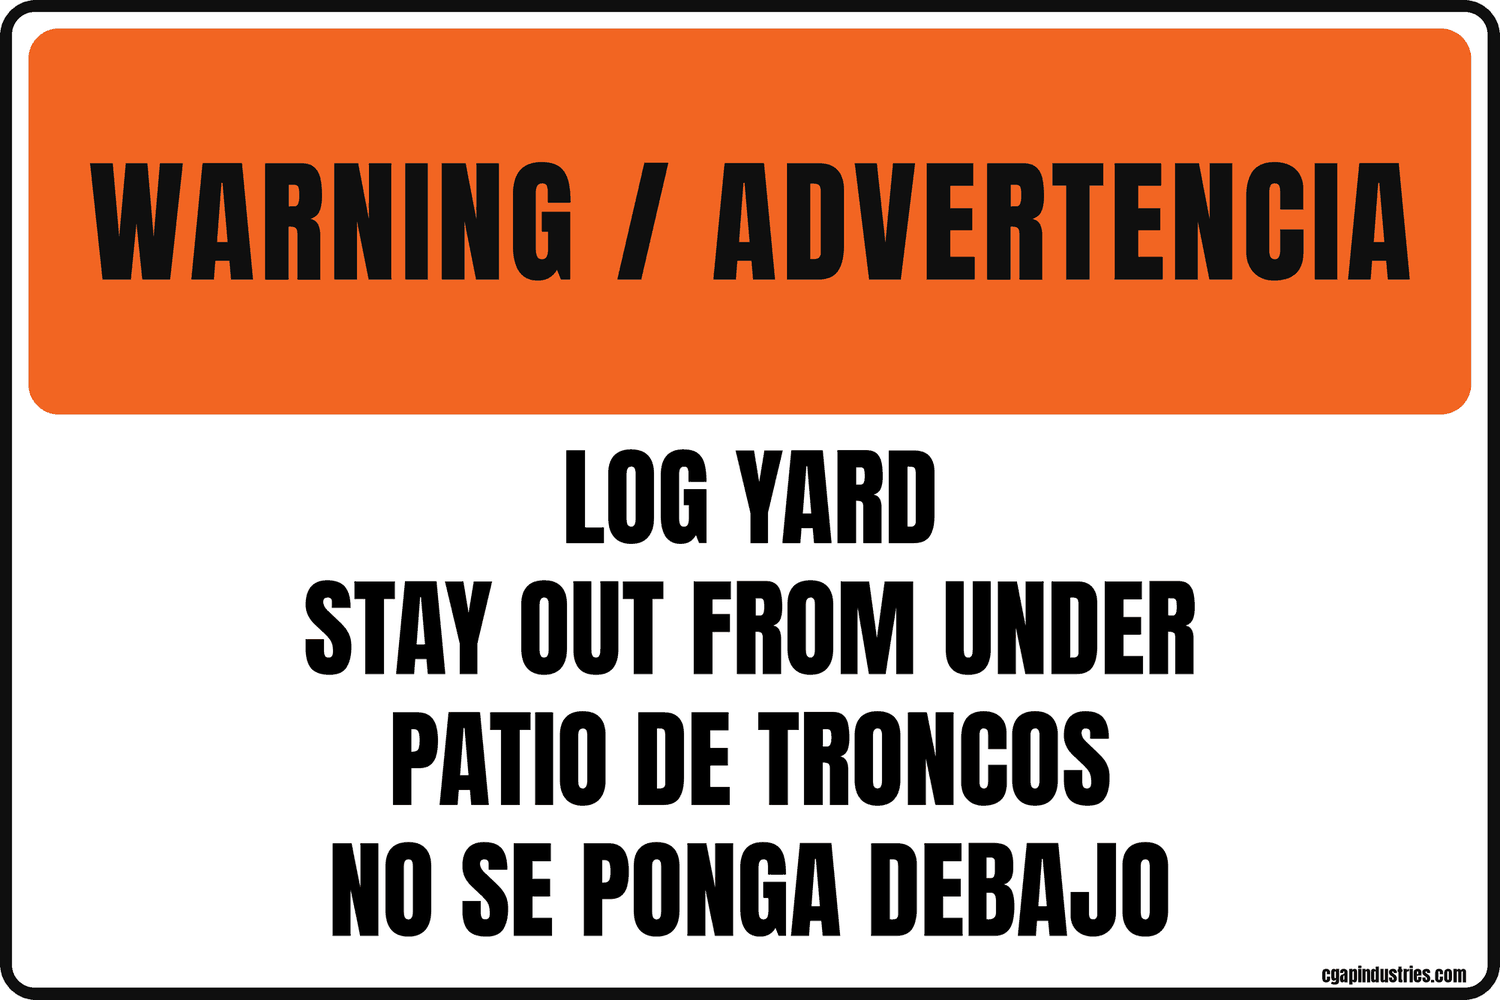 WARNING / ADVERTENCIA
LOG YARD
STAY OUT FROM UNDER
PATIO DE TRONCOS
NO SE PONGA DEBAJO
cgapindustries.com